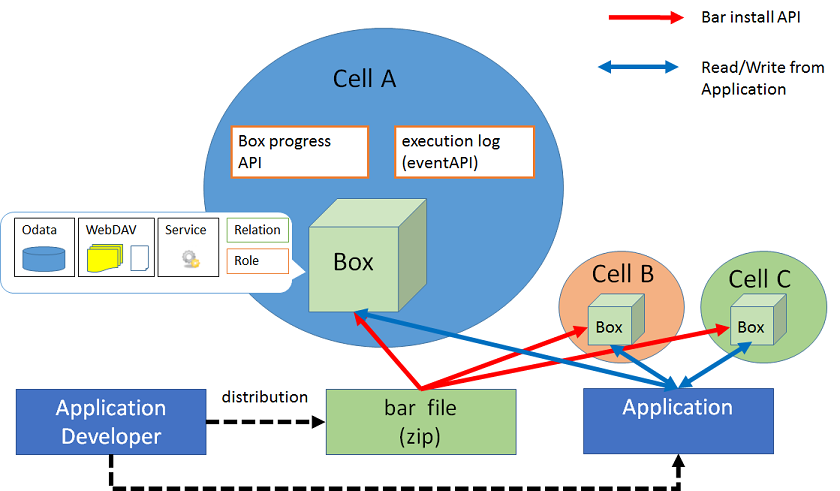 Bar install API
Read/Write from
Application
Cell A
Box progress
API
execution log
(eventAPI)
Odata
WebDAV
Service
Relation
Role
Box
Cell B
Box
Cell C
Box
Application
Developer
distribution
bar file
(zip)
Application